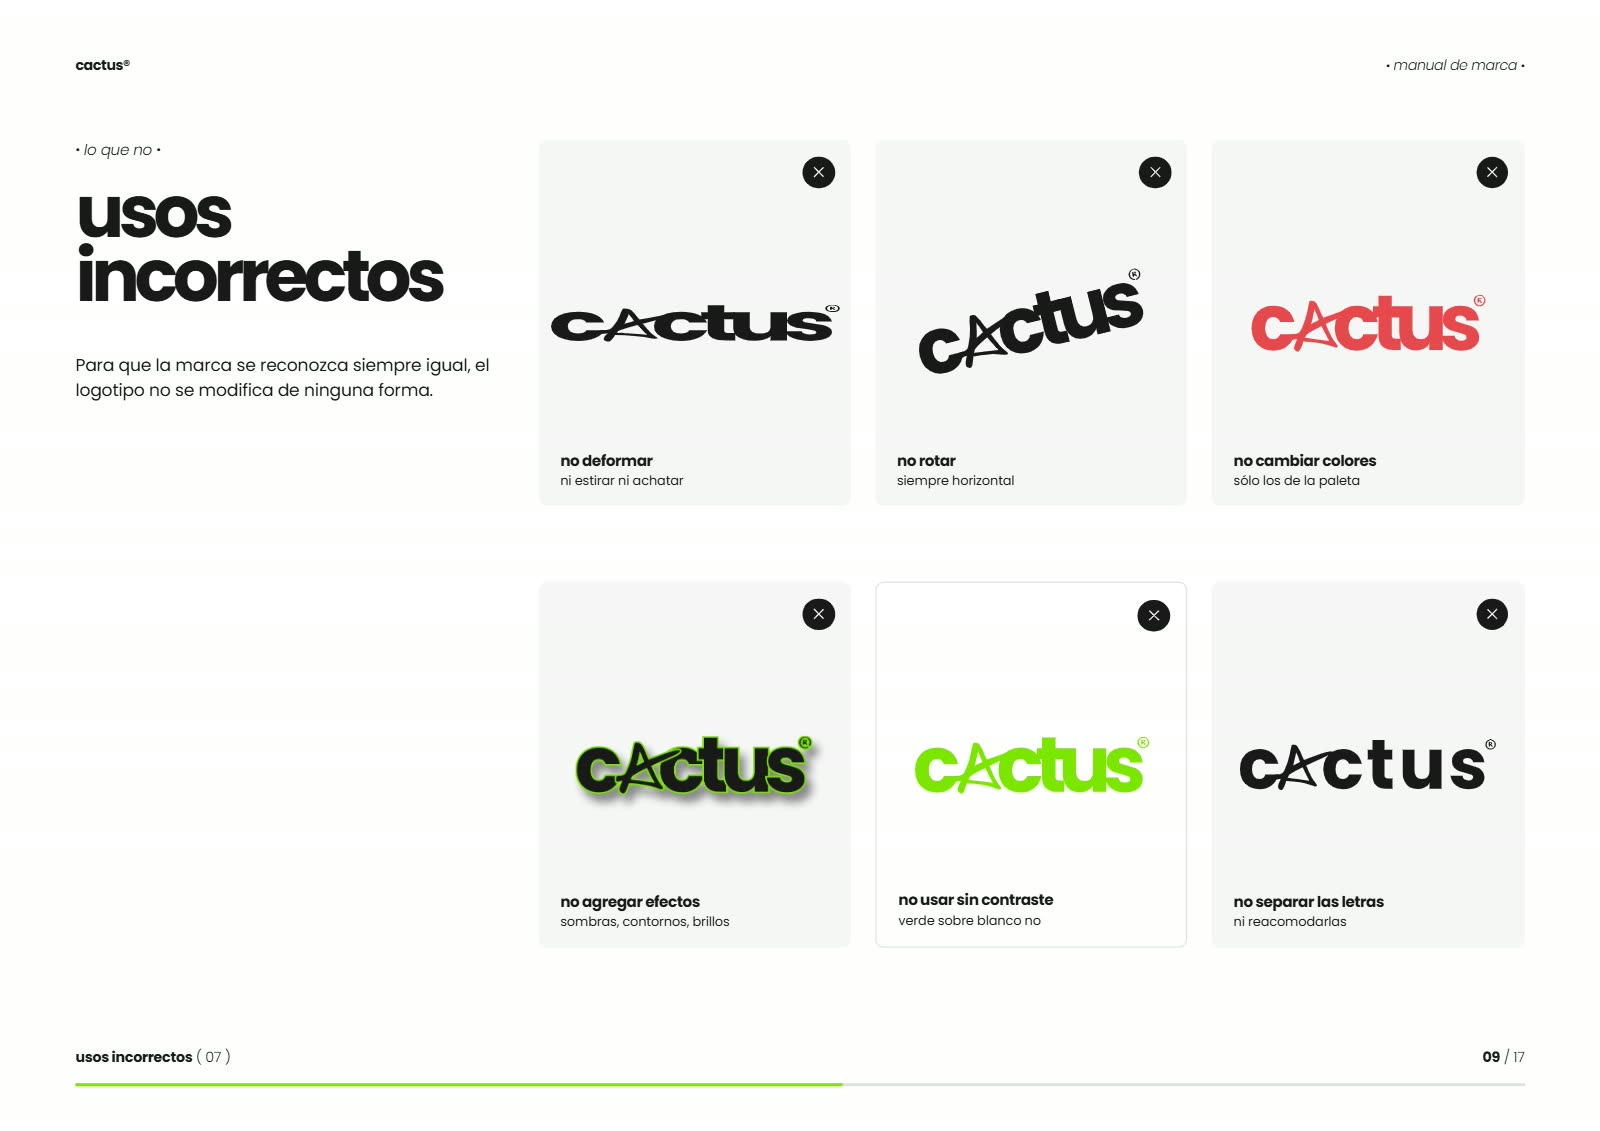 cactus®
• manual de marca •
• lo que no •
usos
incorrectos
Para que la marca se reconozca siempre igual, el
logotipo no se modifica de ninguna forma.
cActus®
no deformar
ni estirar ni achatar
cActus®
no rotar
siempre horizontal
cActus®
no cambiar colores
sólo los de la paleta
cActus®
no agregar efectos
sombras, contornos, brillos
cActus®
no usar sin contraste
verde sobre blanco no
cActus®
no separar las letras
ni reacomodarlas
usos incorrectos ( 07 )
09 / 17